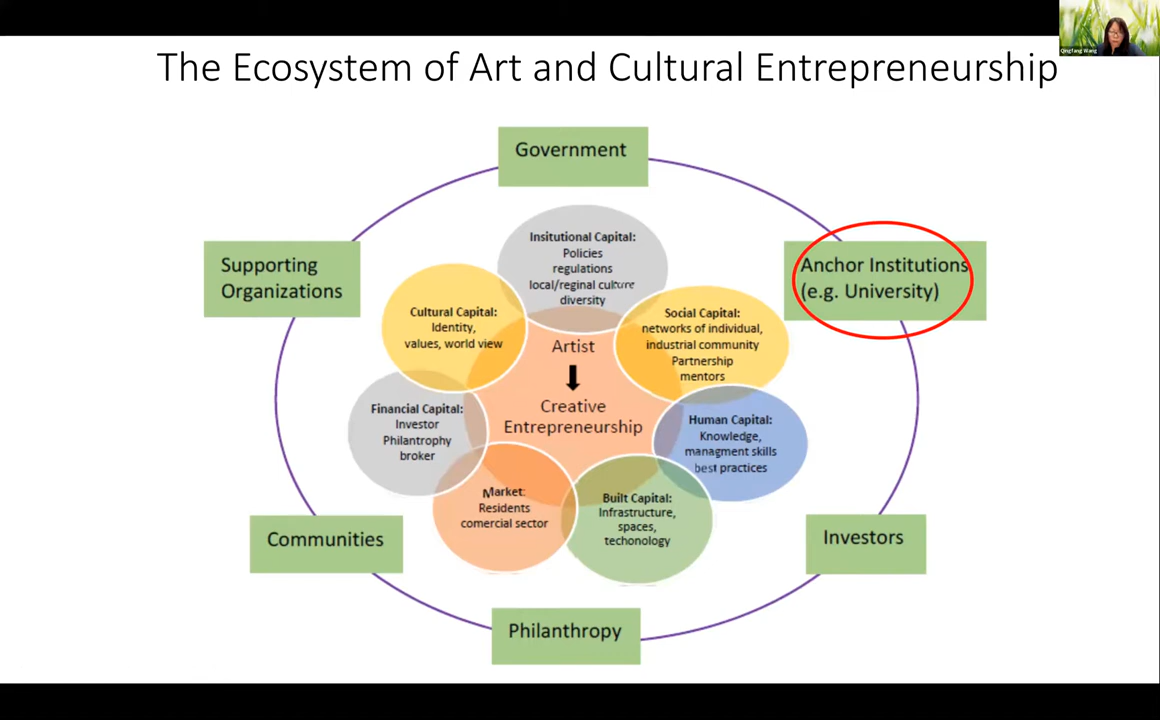 Qingfang Wang
The Ecosystem of Art and Cultural Entrepreneurship
Government
Supporting
Organizations
Anchor Institutions
(e.g. University)
Insitutional Capital:
Policies
regulations
local/reginal culture
diversity
Cultural Capital:
Identity,
values, world view
Social Capital:
networks of individual,
industrial community
Partnership
mentors
Artist
Creative
Entrepreneurship
Financial Capital:
Investor
Philantrophy
broker
Human Capital:
Knowledge,
managment skills
best practices
Market:
Residents
comercial sector
Built Capital:
Infrastructure,
spaces,
techonology
Communities
Investors
Philanthropy